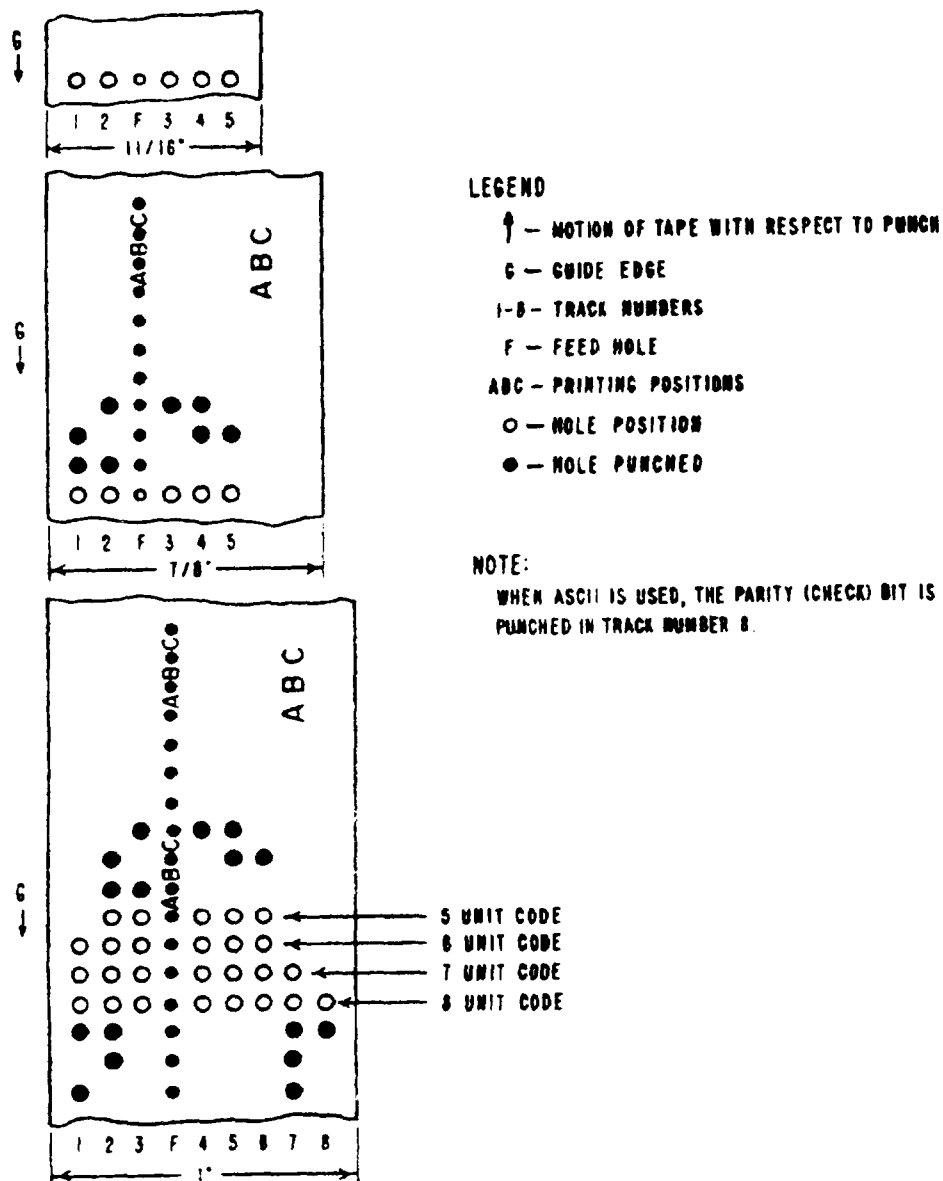 G
1 2 F 3 4 5
11/16"
A B C
ABC
G
1 2 F 3 4 5
7/8"
LEGEND
↑ — MOTION OF TAPE WITH RESPECT TO PUNCH
G — GUIDE EDGE
1-8 — TRACK NUMBERS
F — FEED HOLE
ABC — PRINTING POSITIONS
O — HOLE POSITION
● — HOLE PUNCHED
NOTE:
WHEN ASCII IS USED, THE PARITY (CHECK) BIT IS
PUNCHED IN TRACK NUMBER 8.
A B C
ABC
A B C
G
5 UNIT CODE
6 UNIT CODE
7 UNIT CODE
8 UNIT CODE
1 2 3 F 4 5 6 7 8
1"